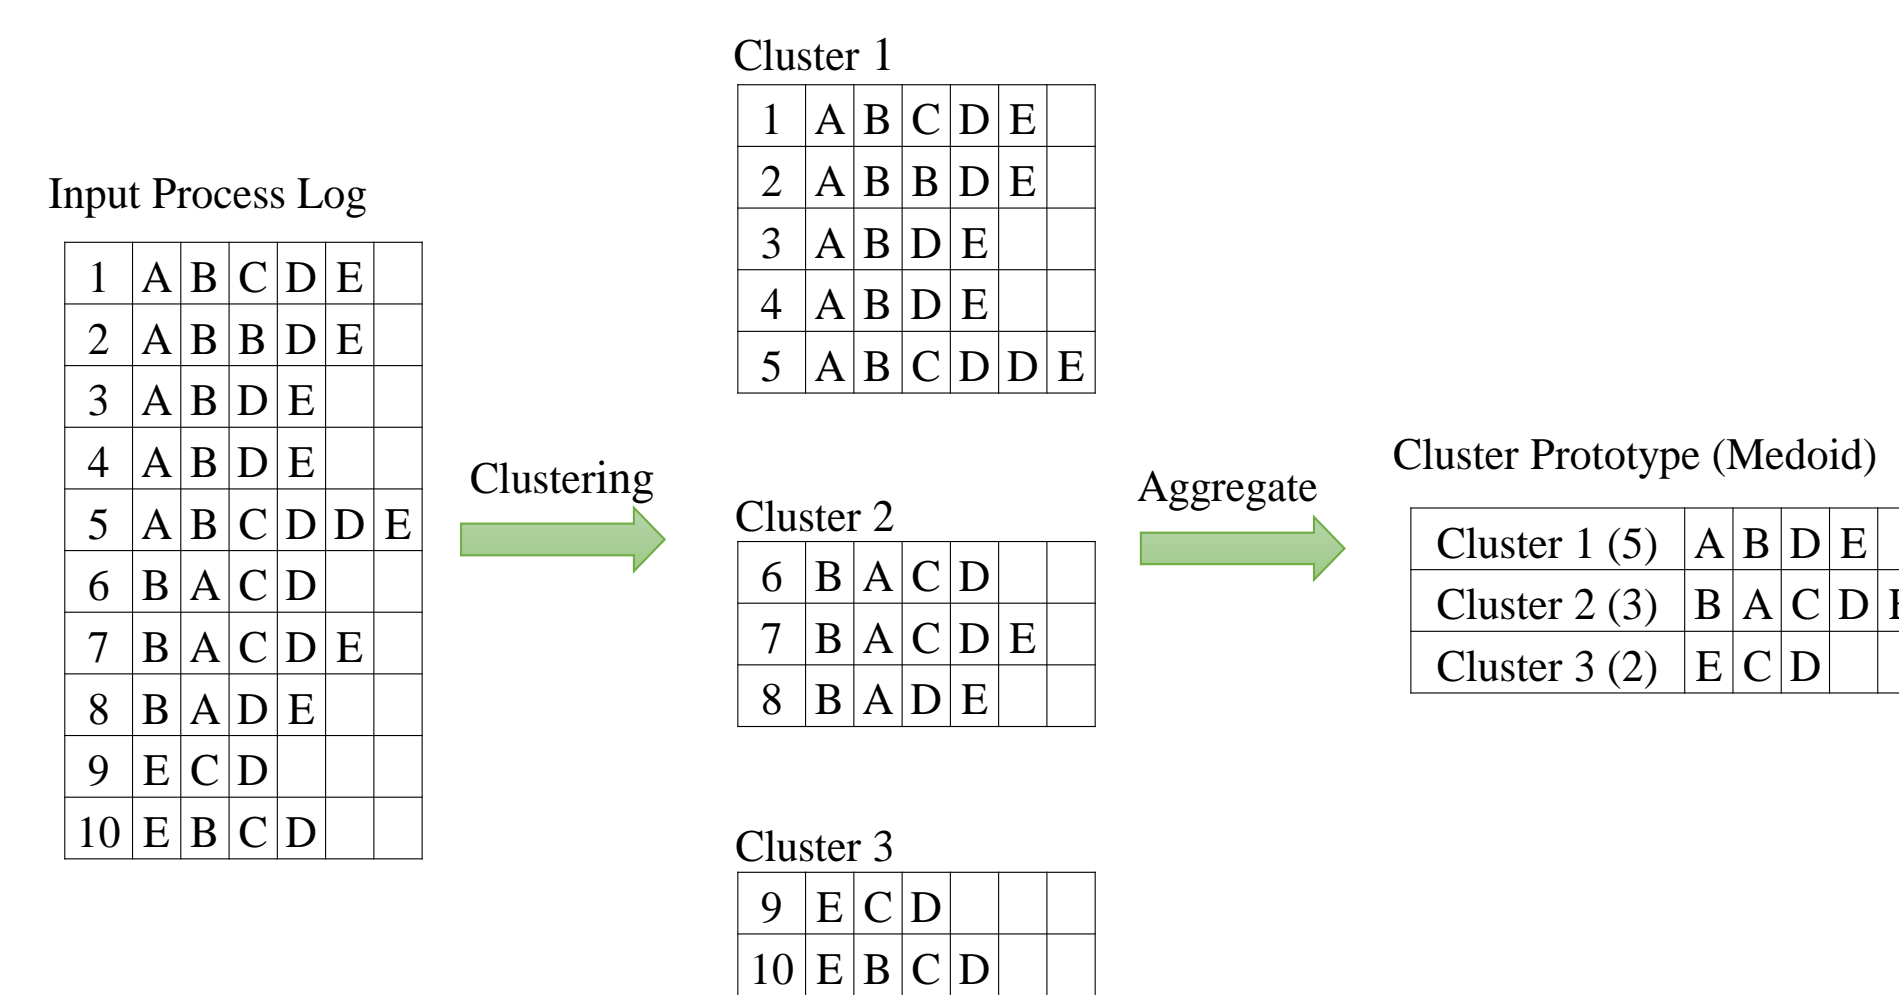 Input Process Log
1 A B C D E
2 A B B D E
3 A B D E
4 A B D E
5 A B C D D E
6 B A C D
7 B A C D E
8 B A D E
9 E C D
10 E B C D
Clustering
Cluster 1
1 A B C D E
2 A B B D E
3 A B D E
4 A B D E
5 A B C D D E
Cluster 2
6 B A C D
7 B A C D E
8 B A D E
Cluster 3
9 E C D
10 E B C D
Aggregate
Cluster Prototype (Medoid)
Cluster 1 (5) A B D E
Cluster 2 (3) B A C D
Cluster 3 (2) E C D